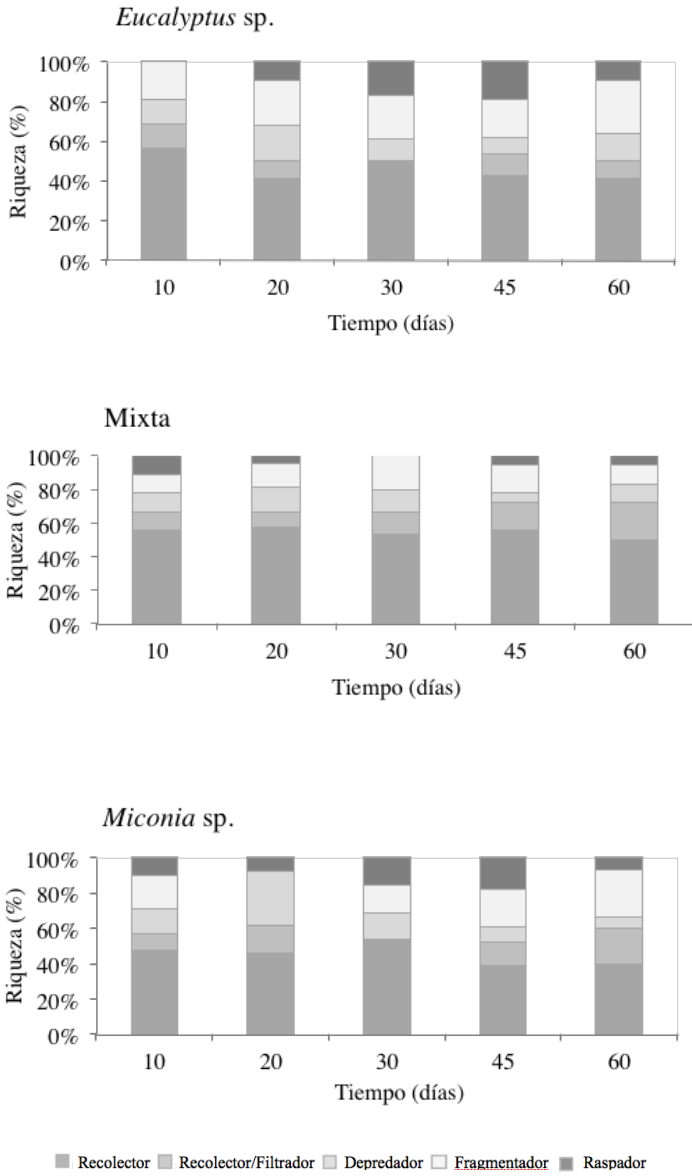 Eucalyptus sp.
100%
80%
60%
40%
20%
0%
Riqueza (%)
10 20 30 45 60
Tiempo (días)
Mixta
100%
80%
60%
40%
20%
0%
Riqueza (%)
10 20 30 45 60
Tiempo (días)
Miconia sp.
100%
80%
60%
40%
20%
0%
Riqueza (%)
10 20 30 45 60
Tiempo (días)
Recolector Recolector/Filtrador Depredador Fragmentador Raspador